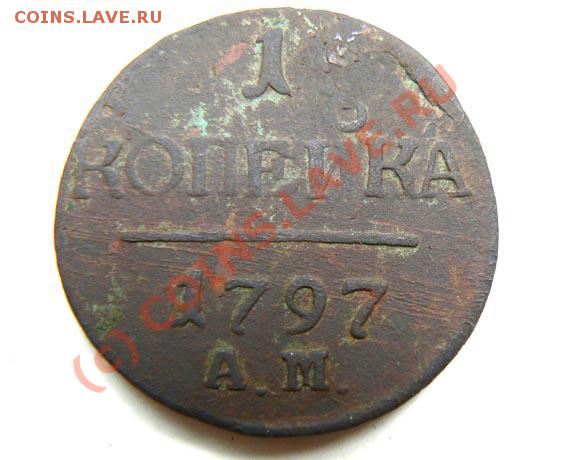 COINS.LAVE.RU
1
КОПЕЙКА
1797
А.М.
(c) COINS.LAVE.RU